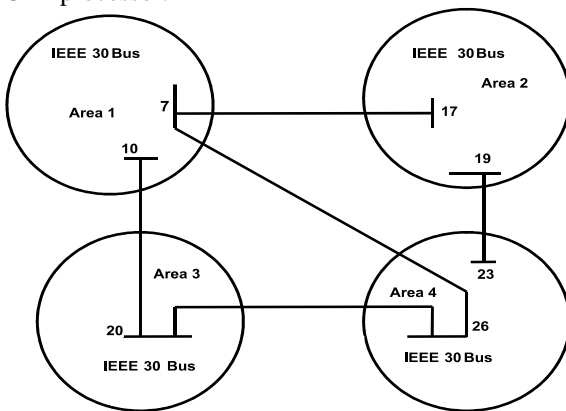 IEEE 30 Bus
Area 1
7
10
IEEE 30 Bus
Area 2
17
19
Area 3
20
IEEE 30 Bus
23
Area 4
26
IEEE 30 Bus